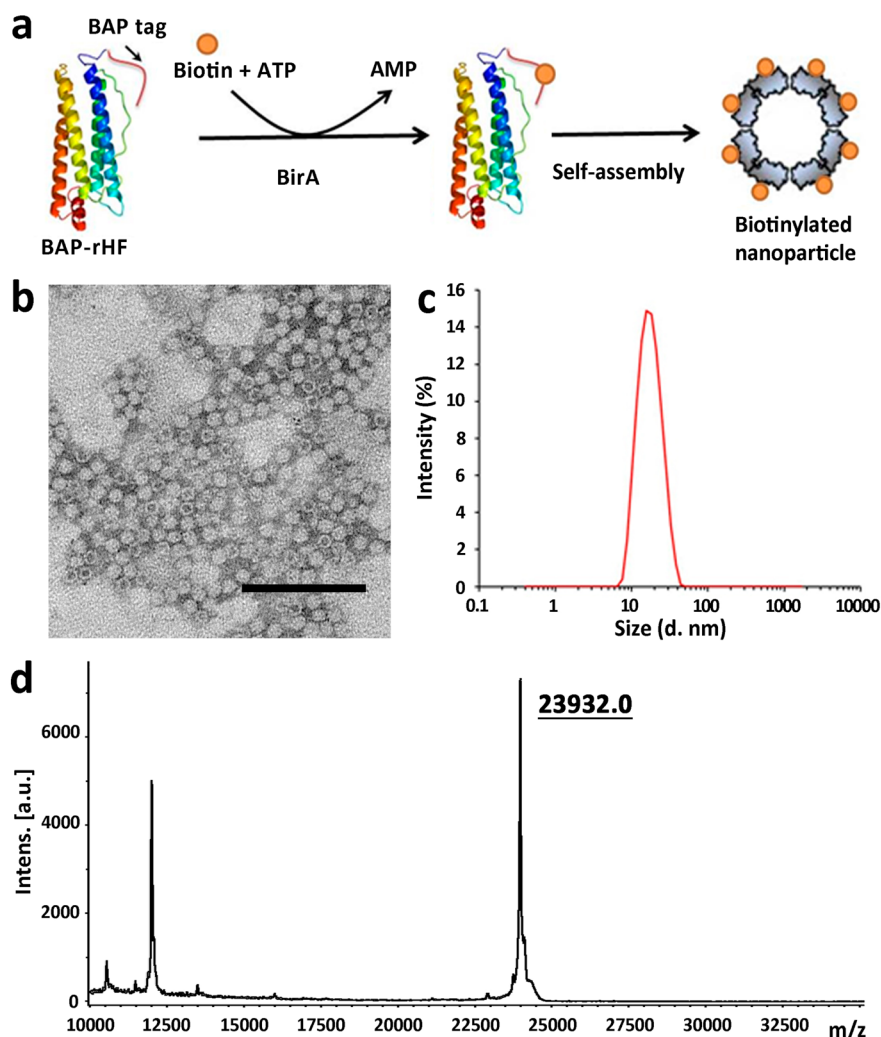 a
BAP tag
Biotin + ATP
AMP
BirA
Self-assembly
BAP-rHF
Biotinylated
nanoparticle
b
c
16
14
12
10
8
6
4
2
0
Intensity (%)
0.1
1
10
100
1000
10000
Size (d. nm)
d
23932.0
6000
4000
2000
0
Intens. [a.u.]
10000
12500
15000
17500
20000
22500
25000
27500
30000
32500
m/z